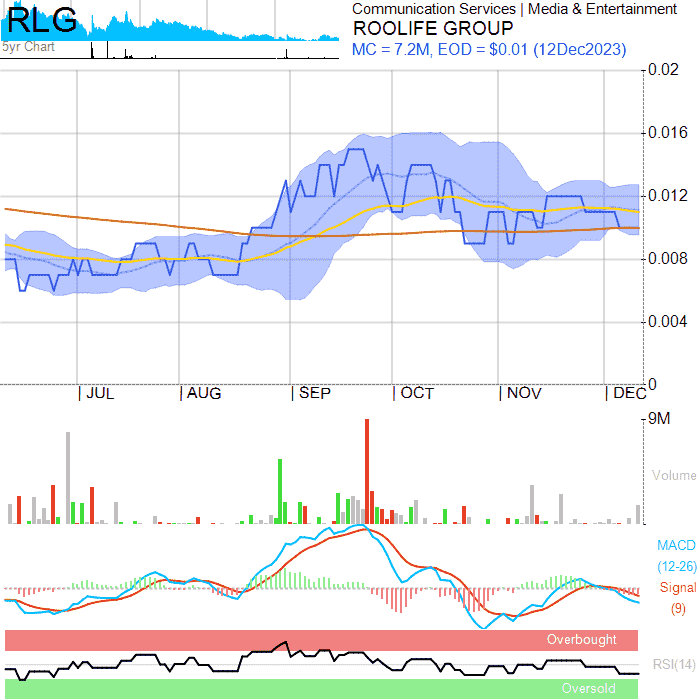 RLG
Communication Services | Media & Entertainment
ROOLIFE GROUP
5yr Chart
MC = 7.2M, EOD = $0.01 (12Dec2023)
0.02
0.016
0.012
0.008
0.004
0
JUL AUG SEP OCT NOV DEC
9M
Volume
MACD
(12-26)
Signal
(9)
Overbought
RSI(14)
Oversold